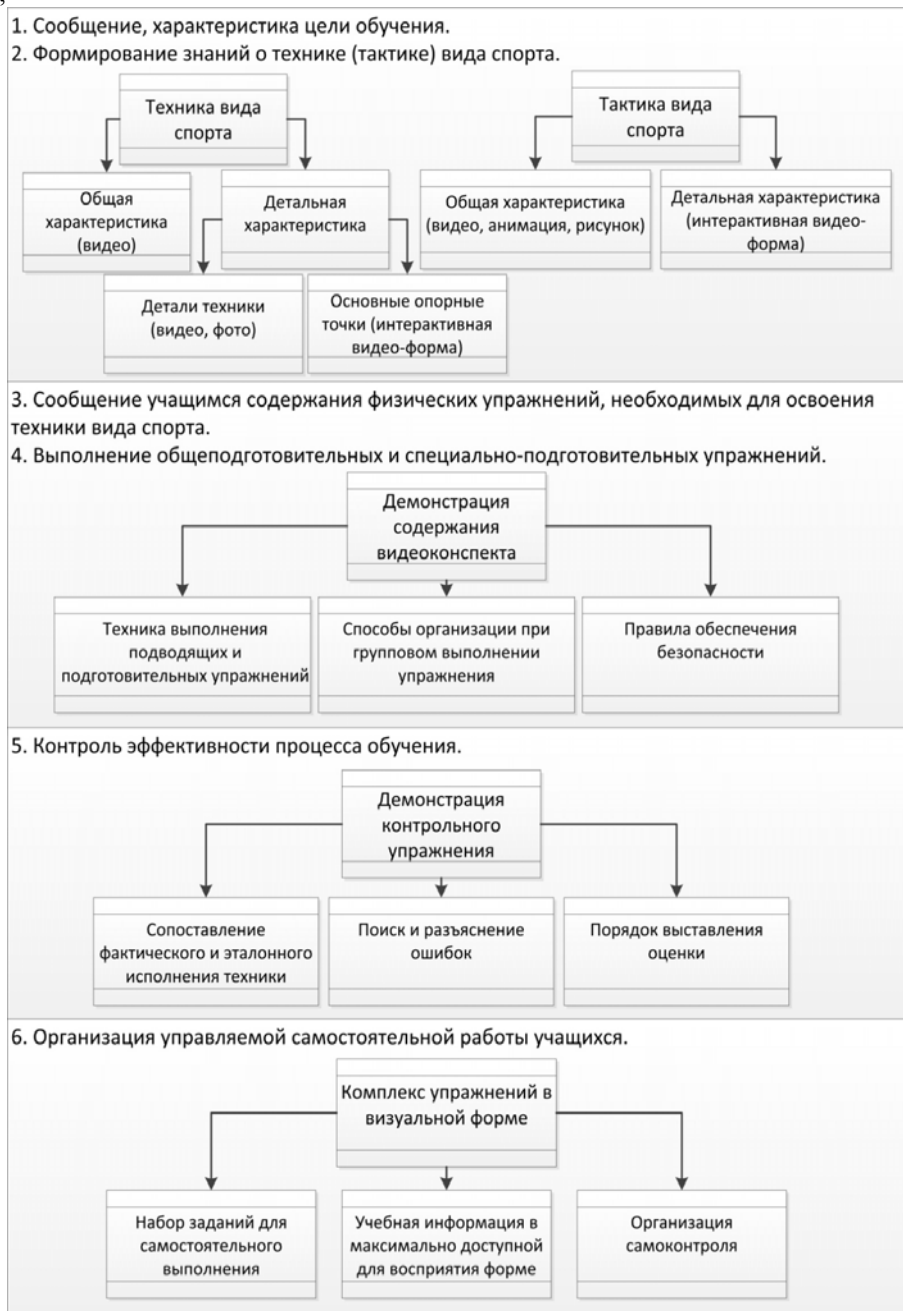 ,
1. Сообщение, характеристика цели обучения.
2. Формирование знаний о технике (тактике) вида спорта.
Техника вида
спорта
Тактика вида
спорта
Общая
характеристика
(видео)
Детальная
характеристика
Общая характеристика
(видео, анимация, рисунок)
Детальная характеристика
(интерактивная видео-
форма)
Детали техники
(видео, фото)
Основные опорные
точки (интерактивная
видео-форма)
3. Сообщение учащимся содержания физических упражнений, необходимых для освоения
техники вида спорта.
4. Выполнение общеподготовительных и специально-подготовительных упражнений.
Демонстрация
содержания
видеоконспекта
Техника выполнения
подводящих и
подготовительных упражнений
Способы организации при
групповом выполнении
упражнения
Правила обеспечения
безопасности
5. Контроль эффективности процесса обучения.
Демонстрация
контрольного
упражнения
Сопоставление
фактического и эталонного
исполнения техники
Поиск и разъяснение
ошибок
Порядок выставления
оценки
6. Организация управляемой самостоятельной работы учащихся.
Комплекс упражнений в
визуальной форме
Набор заданий для
самостоятельного
выполнения
Учебная информация в
максимально доступной
для восприятия форме
Организация
самоконтроля